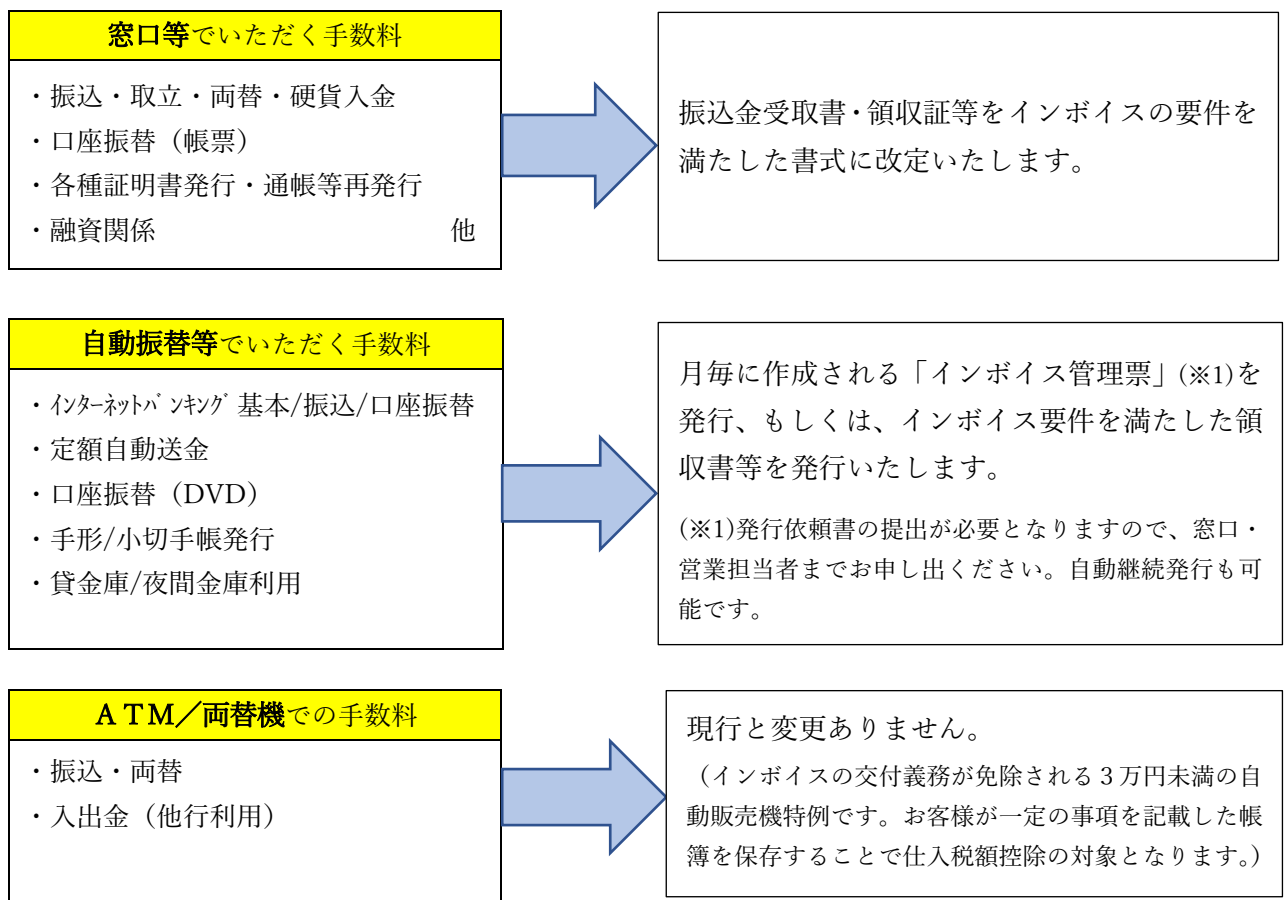 窓口等でいただく手数料
・振込・取立・両替・硬貨入金
・口座振替（帳票）
・各種証明書発行・通帳等再発行
・融資関係　　　　　　　　　　　他
振込金受取書・領収証等をインボイスの要件を
満たした書式に改定いたします。
自動振替等でいただく手数料
・ｲﾝﾀｰﾈｯﾄﾊﾞﾝｷﾝｸﾞ基本/振込/口座振替
・定額自動送金
・口座振替（DVD）
・手形/小切手帳発行
・貸金庫/夜間金庫利用
月毎に作成される「インボイス管理票」(※1)を
発行、もしくは、インボイス要件を満たした領
収書等を発行いたします。
(※1)発行依頼書の提出が必要となりますので、窓口・
営業担当者までお申し出ください。自動継続発行も可
能です。
ＡＴＭ／両替機での手数料
・振込・両替
・入出金（他行利用）
現行と変更ありません。
（インボイスの交付義務が免除される３万円未満の自
動販売機特例です。お客様が一定の事項を記載した帳
簿を保存することで仕入税額控除の対象となります。）